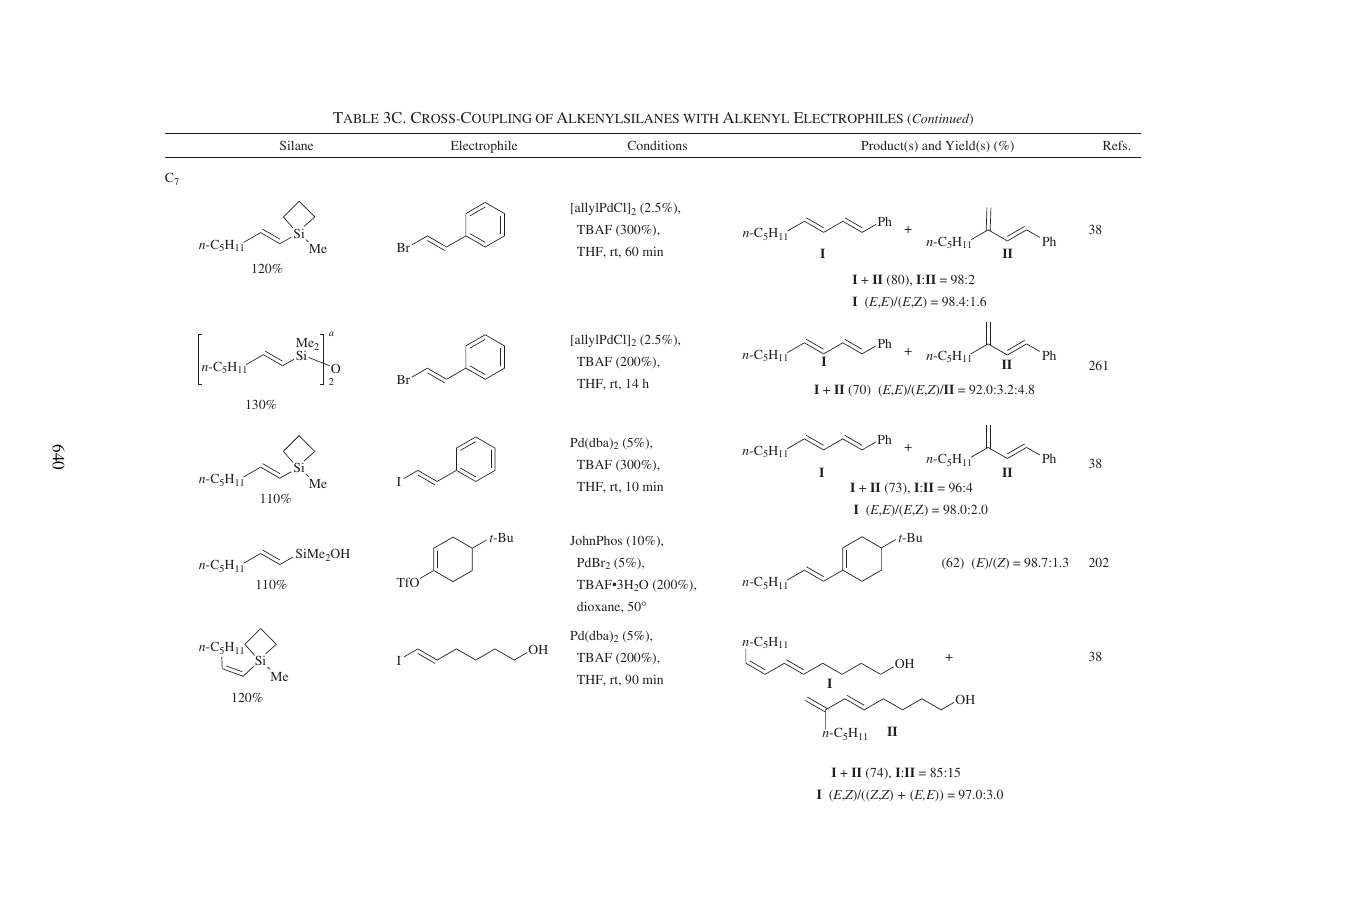 TABLE 3C. CROSS-COUPLING OF ALKENYLSILANES WITH ALKENYL ELECTROPHILES (Continued)
Silane Electrophile Conditions Product(s) and Yield(s) (%) Refs.
C7
n-C5H11 Si Me
120%
Br
[allylPdCl]2 (2.5%),
TBAF (300%),
THF, rt, 60 min
n-C5H11 Ph + n-C5H11 Ph
I II
I + II (80), I:II = 98:2
I (E,E)/(E,Z) = 98.4:1.6
38
[n-C5H11 Si Me2]2 O a
130%
Br
[allylPdCl]2 (2.5%),
TBAF (200%),
THF, rt, 14 h
n-C5H11 Ph + n-C5H11 Ph
I II
I + II (70) (E,E)/(E,Z)/II = 92.0:3.2:4.8
261
n-C5H11 Si Me
110%
I
Pd(dba)2 (5%),
TBAF (300%),
THF, rt, 10 min
n-C5H11 Ph + n-C5H11 Ph
I II
I + II (73), I:II = 96:4
I (E,E)/(E,Z) = 98.0:2.0
38
n-C5H11 SiMe2OH
110%
TfO t-Bu
JohnPhos (10%),
PdBr2 (5%),
TBAF•3H2O (200%),
dioxane, 50°
n-C5H11 t-Bu
(62) (E)/(Z) = 98.7:1.3
202
n-C5H11 Si Me
120%
I OH
Pd(dba)2 (5%),
TBAF (200%),
THF, rt, 90 min
n-C5H11 OH +
I
OH
n-C5H11 II
I + II (74), I:II = 85:15
I (E,Z)/((Z,Z) + (E,E)) = 97.0:3.0
38
640